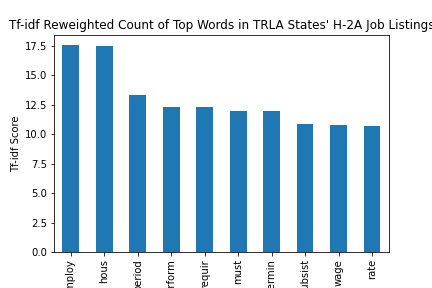 Tf-idf Reweighted Count of Top Words in TRLA States' H-2A Job Listings
17.5
15.0
12.5
10.0
7.5
5.0
2.5
0.0
Tf-idf Score
mploy
hous
period
rform
equir
must
ermin
ubsist
wage
rate